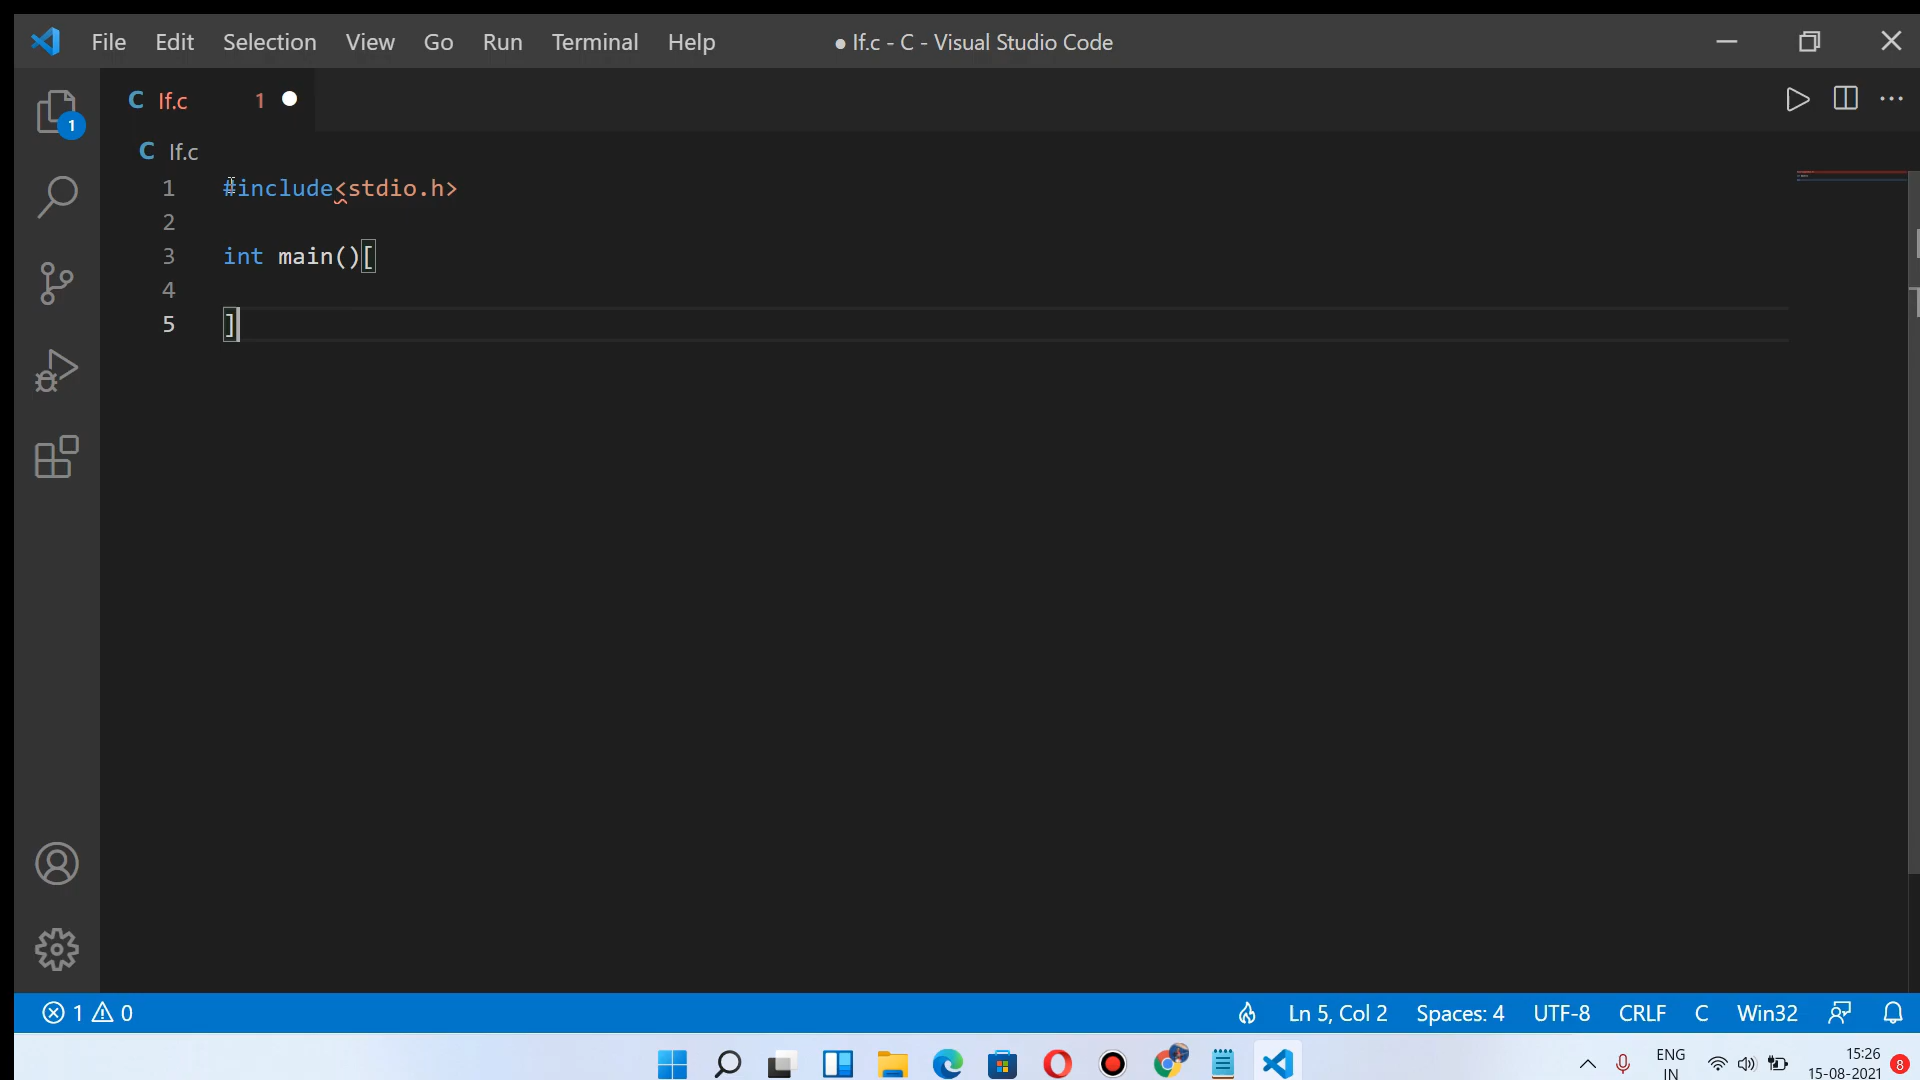 File Edit Selection View Go Run Terminal Help ● If.c - C - Visual Studio Code
C If.c 1 ●
1
C If.c
1 #include<stdio.h>
2
3 int main()[
4
5 ]
1 0 Ln 5, Col 2 Spaces: 4 UTF-8 CRLF C Win32
ENG 15:26
IN 15-08-2021 8